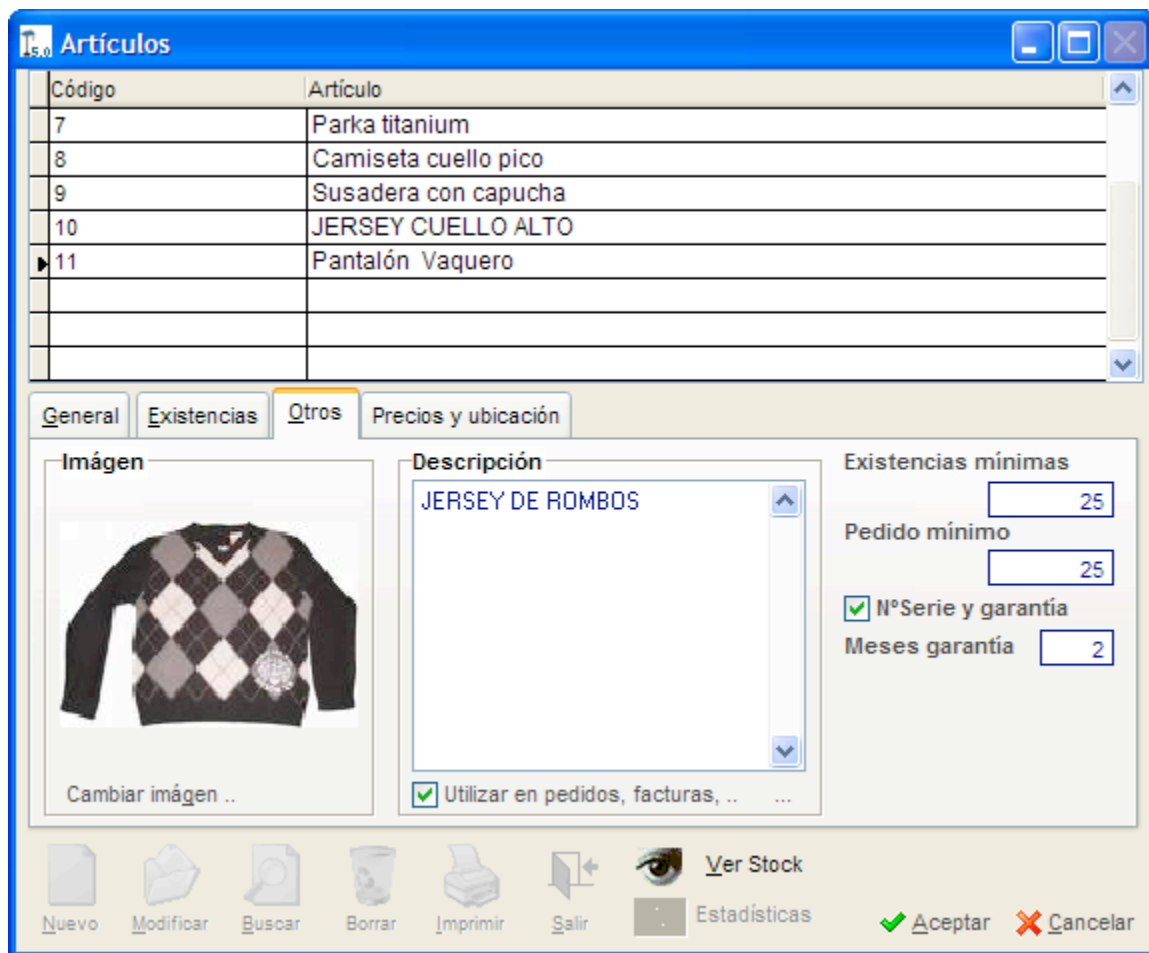 5.0 Artículos
Código Artículo
7 Parka titanium
8 Camiseta cuello pico
9 Susadera con capucha
10 JERSEY CUELLO ALTO
11 Pantalón Vaquero
General Existencias Otros Precios y ubicación
Imágen
Descripción
JERSEY DE ROMBOS
Existencias mínimas
25
Pedido mínimo
25
NºSerie y garantía
Meses garantía 2
Cambiar imágen ..
Utilizar en pedidos, facturas, .. ...
Ver Stock
Nuevo Modificar Buscar Borrar Imprimir Salir Estadísticas Aceptar Cancelar